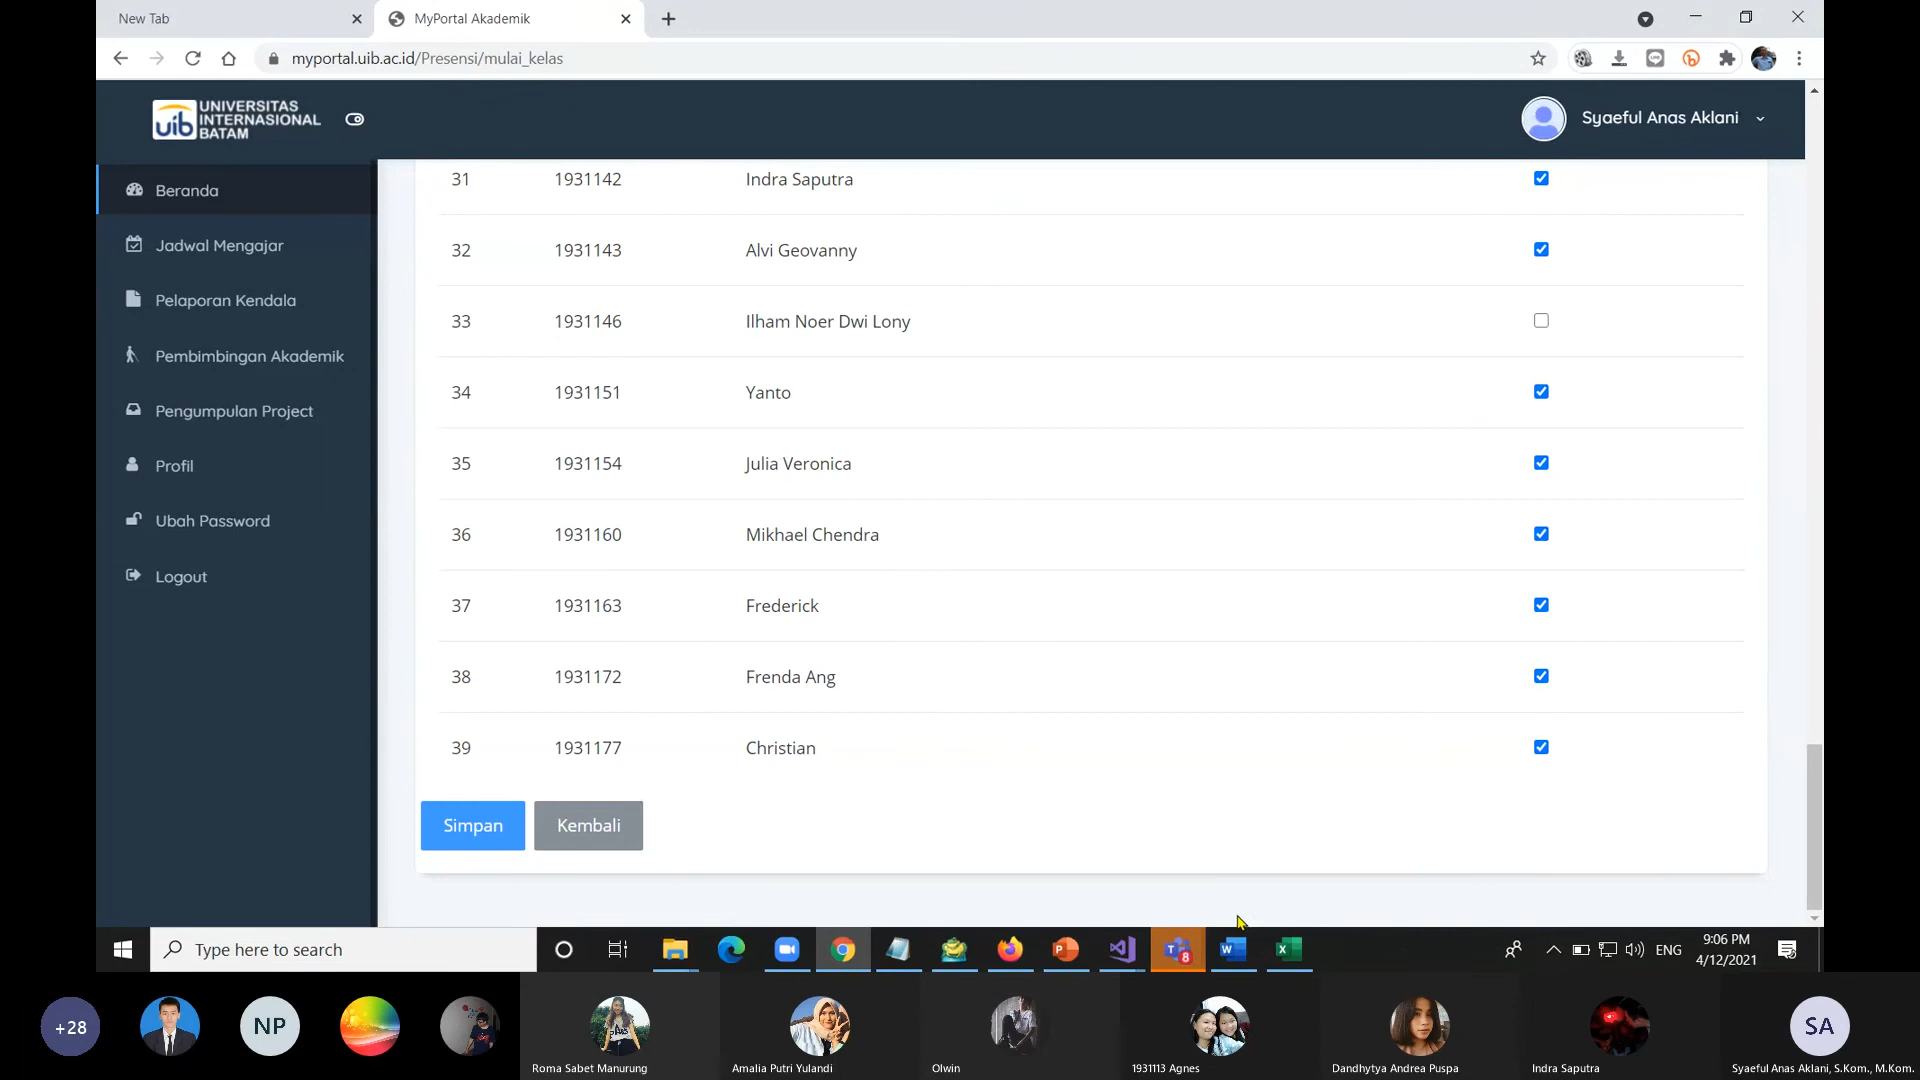 New Tab
MyPortal Akademik
myportal.uib.ac.id/Presensi/mulai_kelas
uib
UNIVERSITAS
INTERNASIONAL
BATAM
Syaeful Anas Aklani
Beranda
Jadwal Mengajar
Pelaporan Kendala
Pembimbingan Akademik
Pengumpulan Project
Profil
Ubah Password
Logout
31 1931142 Indra Saputra
32 1931143 Alvi Geovanny
33 1931146 Ilham Noer Dwi Lony
34 1931151 Yanto
35 1931154 Julia Veronica
36 1931160 Mikhael Chendra
37 1931163 Frederick
38 1931172 Frenda Ang
39 1931177 Christian
Simpan Kembali
Type here to search
8
ENG
9:06 PM
4/12/2021
+28
NP
SA
Roma Sabet Manurung
Amalia Putri Yulandi
Olwin
1931113 Agnes
Dandhytya Andrea Puspa
Indra Saputra
Syaeful Anas Aklani, S.Kom., M.Kom.